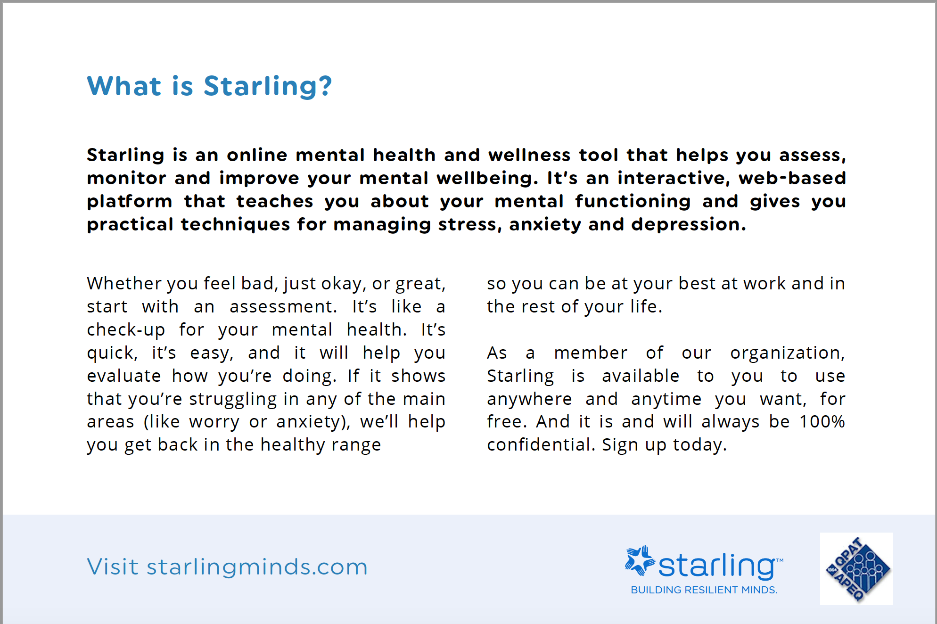 What is Starling?
Starling is an online mental health and wellness tool that helps you assess,
monitor and improve your mental wellbeing. It's an interactive, web-based
platform that teaches you about your mental functioning and gives you
practical techniques for managing stress, anxiety and depression.
Whether you feel bad, just okay, or great,
start with an assessment. It's like a
check-up for your mental health. It's
quick, it's easy, and it will help you
evaluate how you're doing. If it shows
that you're struggling in any of the main
areas (like worry or anxiety), we'll help
you get back in the healthy range
so you can be at your best at work and in
the rest of your life.
As a member of our organization,
Starling is available to you to use
anywhere and anytime you want, for
free. And it is and will always be 100%
confidential. Sign up today.
Visit starlingminds.com
starling™
BUILDING RESILIENT MINDS.
QPAT
APEQ